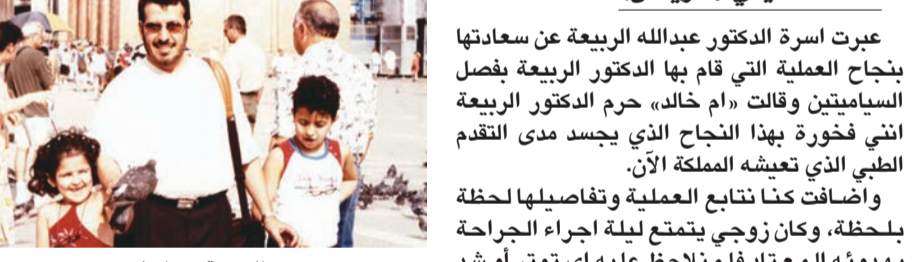 عبرت اسرة الدكتور عبدالله الربيعة عن سعادتها
بنجاح العملية التي قام بها الدكتور الربيعة بفصل
السياميتين وقالت «ام خالد» حرم الدكتور الربيعة
انني فخورة بهذا النجاح الذي يجسد مدى التقدم
الطبي الذي تعيشه المملكة الآن.
واضافت كنا نتابع العملية وتفاصيلها لحظة
بلحظة، وكان زوجي يتمتع ليلة اجراء الجراحة